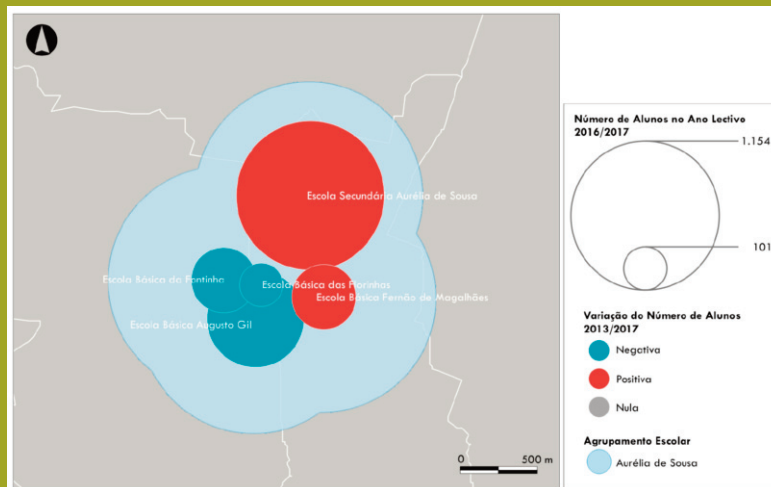 Escola Secundária Aurélia de Sousa
Escola Básica da Fontinha
Escola Básica das Florinhas
Escola Básica Fernão de Magalhães
Escola Básica Augusto Gil
0 500 m
Número de Alunos no Ano Lectivo
2016/2017
1.154
101
Variação do Número de Alunos
2013/2017
Negativa
Positiva
Nula
Agrupamento Escolar
Aurélia de Sousa